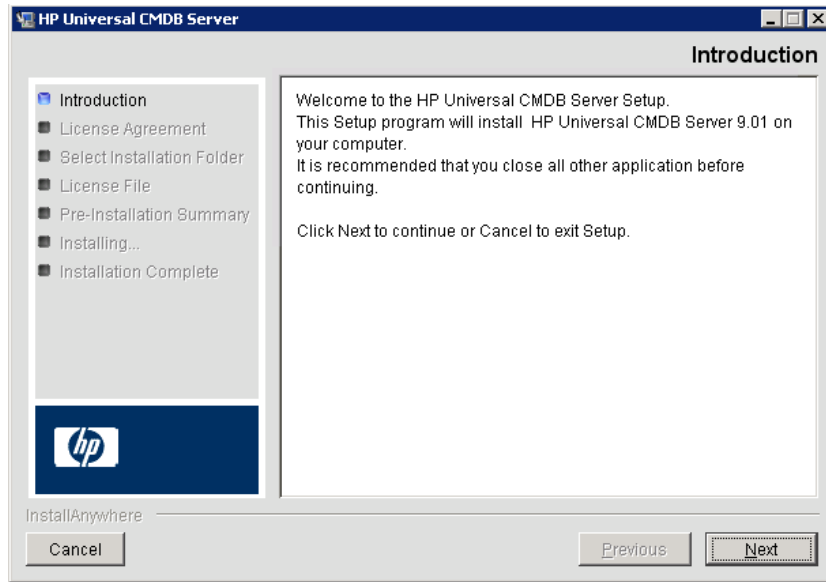 HP Universal CMDB Server
Introduction
Introduction
License Agreement
Select Installation Folder
License File
Pre-Installation Summary
Installing...
Installation Complete
Welcome to the HP Universal CMDB Server Setup.
This Setup program will install HP Universal CMDB Server 9.01 on
your computer.
It is recommended that you close all other application before
continuing.
Click Next to continue or Cancel to exit Setup.
hp
InstallAnywhere
Cancel
Previous
Next